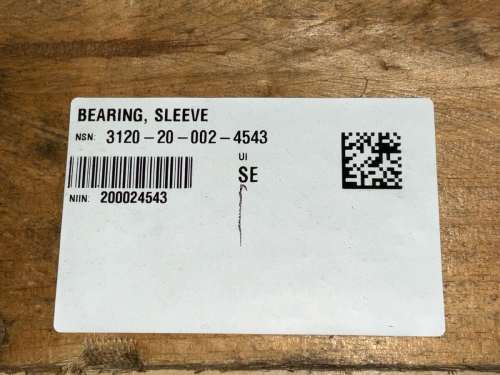 BEARING, SLEEVE
NSN: 3120-20-002-4543
UI
SE
NIIN: 200024543